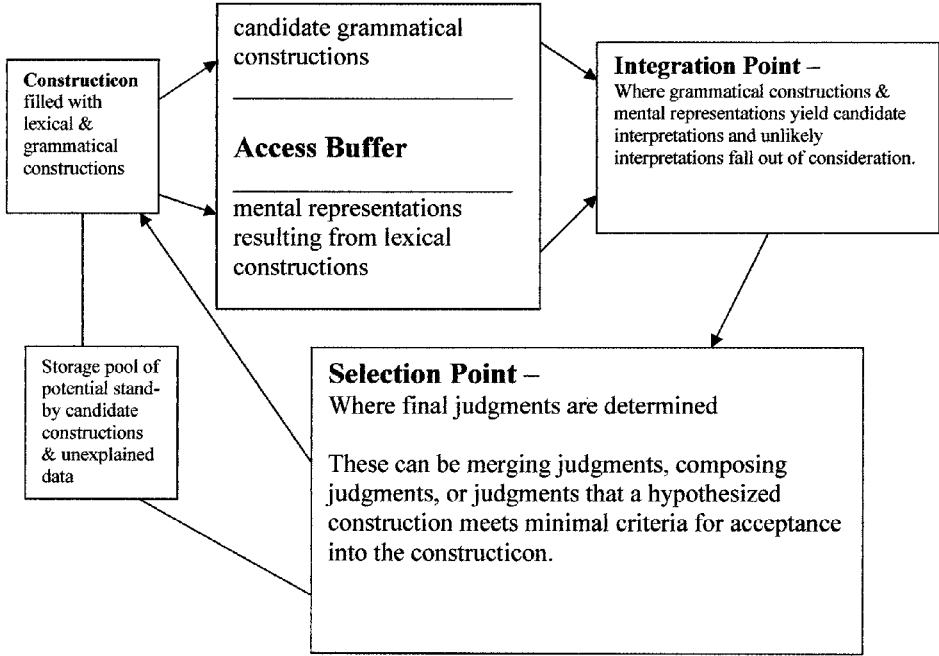 Constructicon
filled with
lexical &
grammatical
constructions
candidate grammatical
constructions
Access Buffer
mental representations
resulting from lexical
constructions
Integration Point –
Where grammatical constructions &
mental representations yield candidate
interpretations and unlikely
interpretations fall out of consideration.
Storage pool of
potential stand-
by candidate
constructions
& unexplained
data
Selection Point –
Where final judgments are determined
These can be merging judgments, composing
judgments, or judgments that a hypothesized
construction meets minimal criteria for acceptance
into the constructicon.